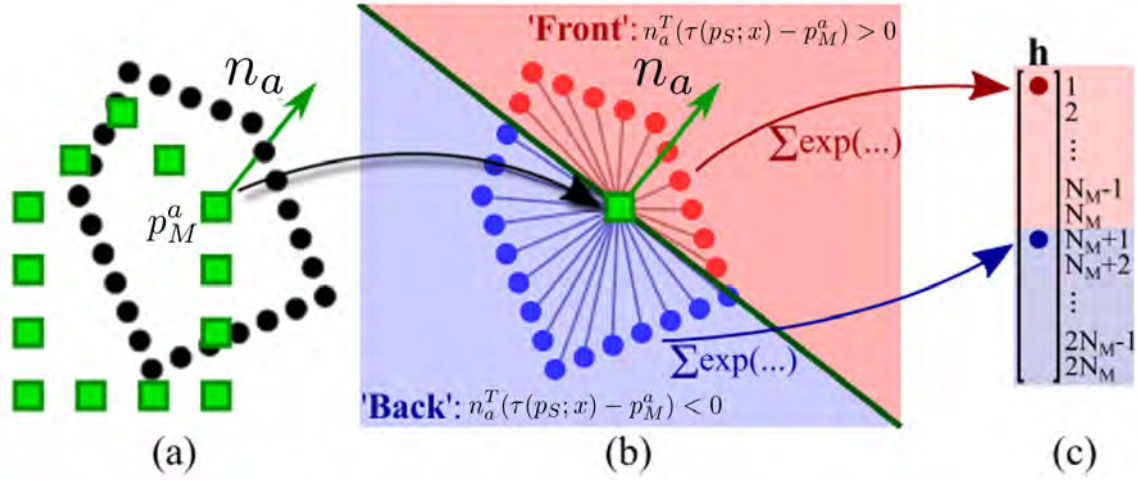 n_a
p_M^a
(a)
'Front': n_a^T(τ(p_S; x) − p_M^a) > 0
n_a
∑exp(...)
∑exp(...)
'Back': n_a^T(τ(p_S; x) − p_M^a) < 0
(b)
h
1
2
⋮
N_M-1
N_M
N_M+1
N_M+2
⋮
2N_M-1
2N_M
(c)